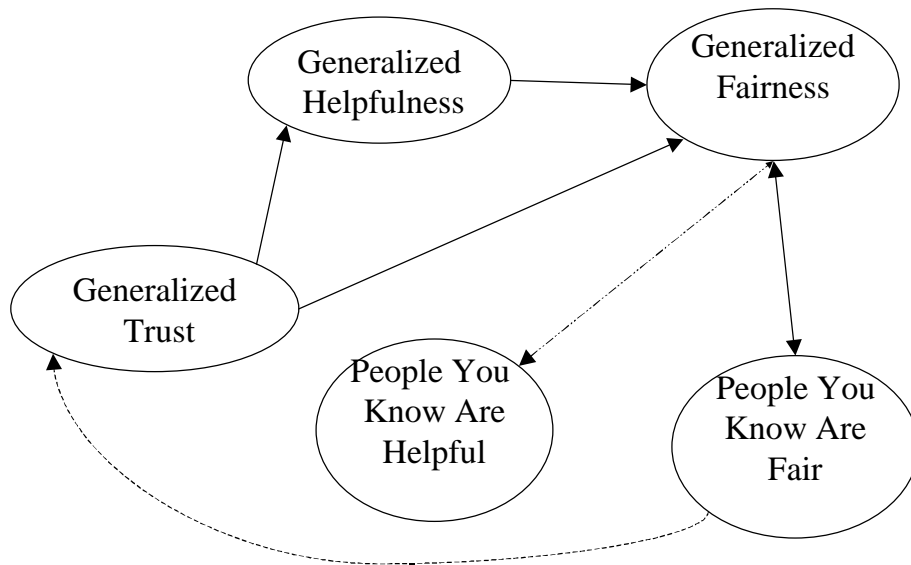 Generalized
Helpfulness
Generalized
Fairness
Generalized
Trust
People You
Know Are
Helpful
People You
Know Are
Fair